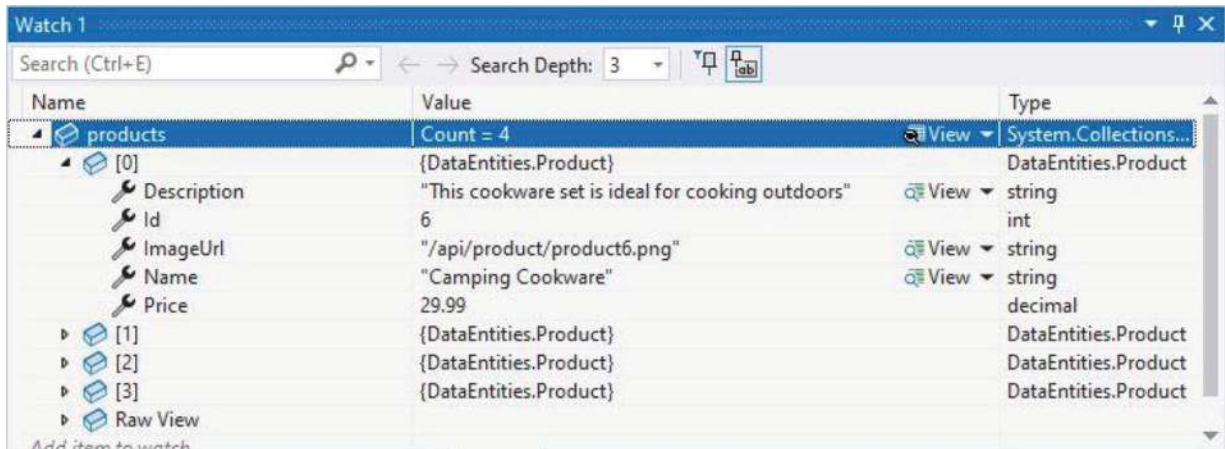 Watch 1
Search (Ctrl+E) Search Depth: 3 ab
Name Value Type
products Count = 4 View System.Collections...
[0] {DataEntities.Product} DataEntities.Product
Description "This cookware set is ideal for cooking outdoors" View string
Id 6 int
ImageUrl "/api/product/product6.png" View string
Name "Camping Cookware" View string
Price 29.99 decimal
[1] {DataEntities.Product} DataEntities.Product
[2] {DataEntities.Product} DataEntities.Product
[3] {DataEntities.Product} DataEntities.Product
Raw View
Add item to watch